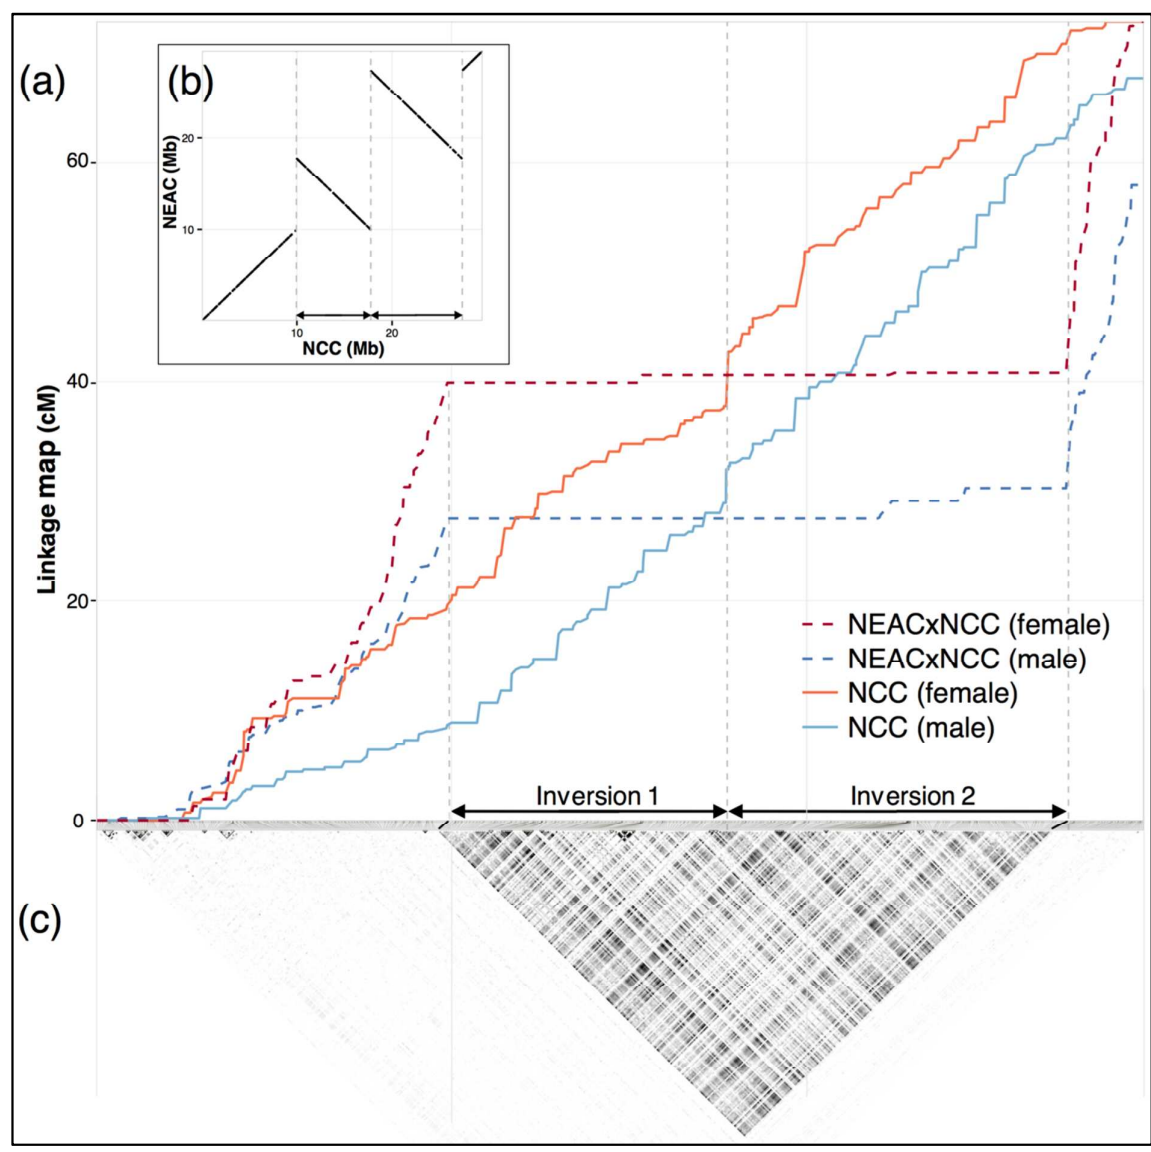 (a)
(b)
NEAC (Mb)
20
10
10
20
NCC (Mb)
Linkage map (cM)
60
40
20
0
NEACxNCC (female)
NEACxNCC (male)
NCC (female)
NCC (male)
Inversion 1
Inversion 2
(c)